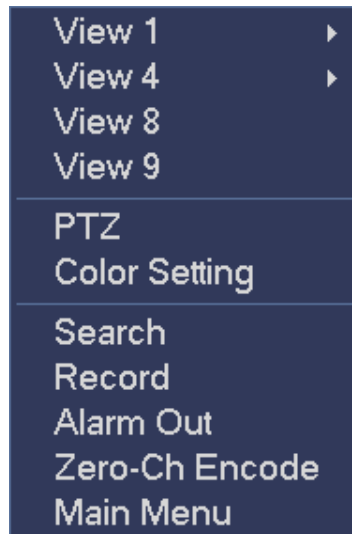 View 1
View 4
View 8
View 9
PTZ
Color Setting
Search
Record
Alarm Out
Zero-Ch Encode
Main Menu